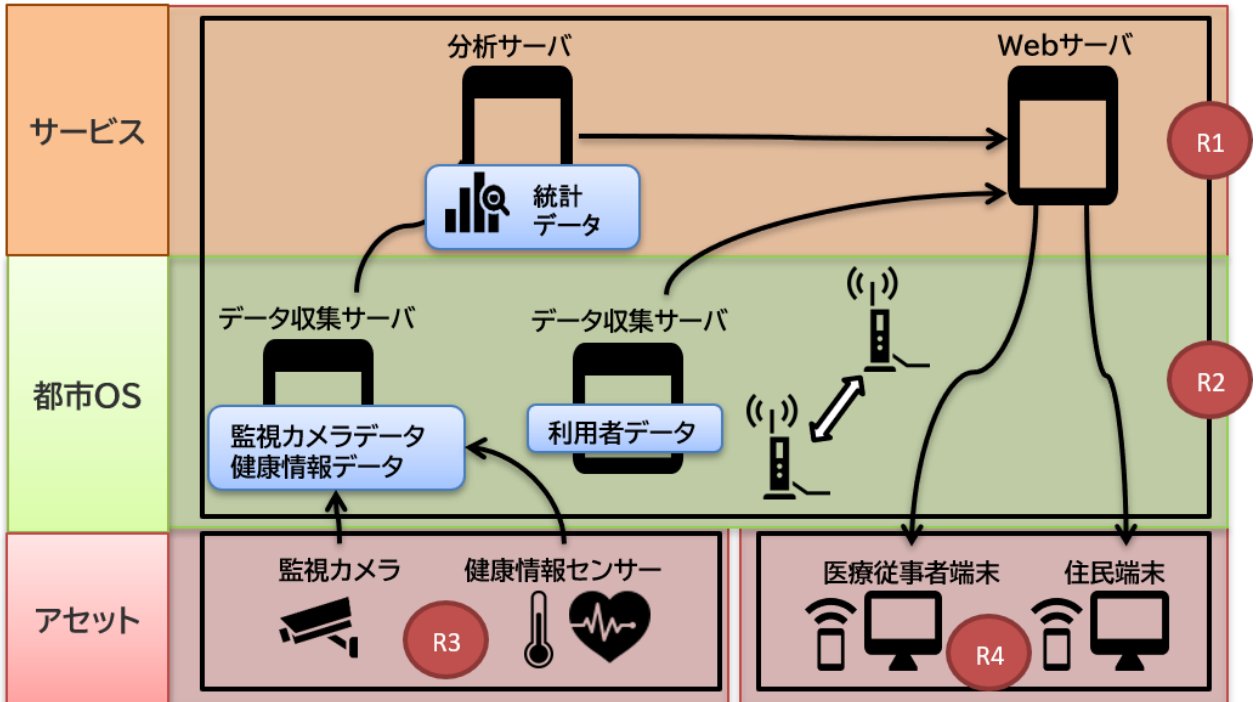 サービス
分析サーバ
Webサーバ
R1
統計
データ
都市OS
データ収集サーバ
データ収集サーバ
R2
監視カメラデータ
健康情報データ
利用者データ
アセット
監視カメラ
健康情報センサー
R3
医療従事者端末
住民端末
R4